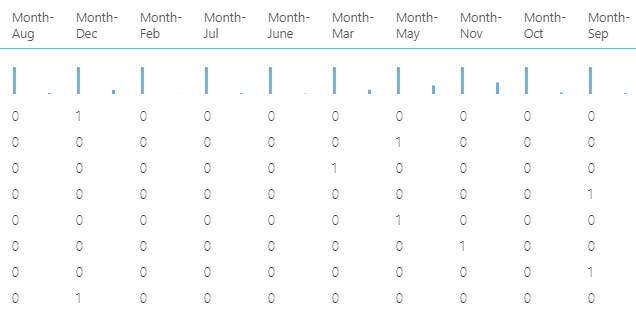 Month- Month- Month- Month- Month- Month- Month- Month- Month- Month-
Aug Dec Feb Jul June Mar May Nov Oct Sep
0 1 0 0 0 0 0 0 0 0
0 0 0 0 0 0 1 0 0 0
0 0 0 0 0 1 0 0 0 0
0 0 0 0 0 0 0 0 0 1
0 0 0 0 0 0 1 0 0 0
0 0 0 0 0 0 0 1 0 0
0 0 0 0 0 0 0 0 0 1
0 1 0 0 0 0 0 0 0 0